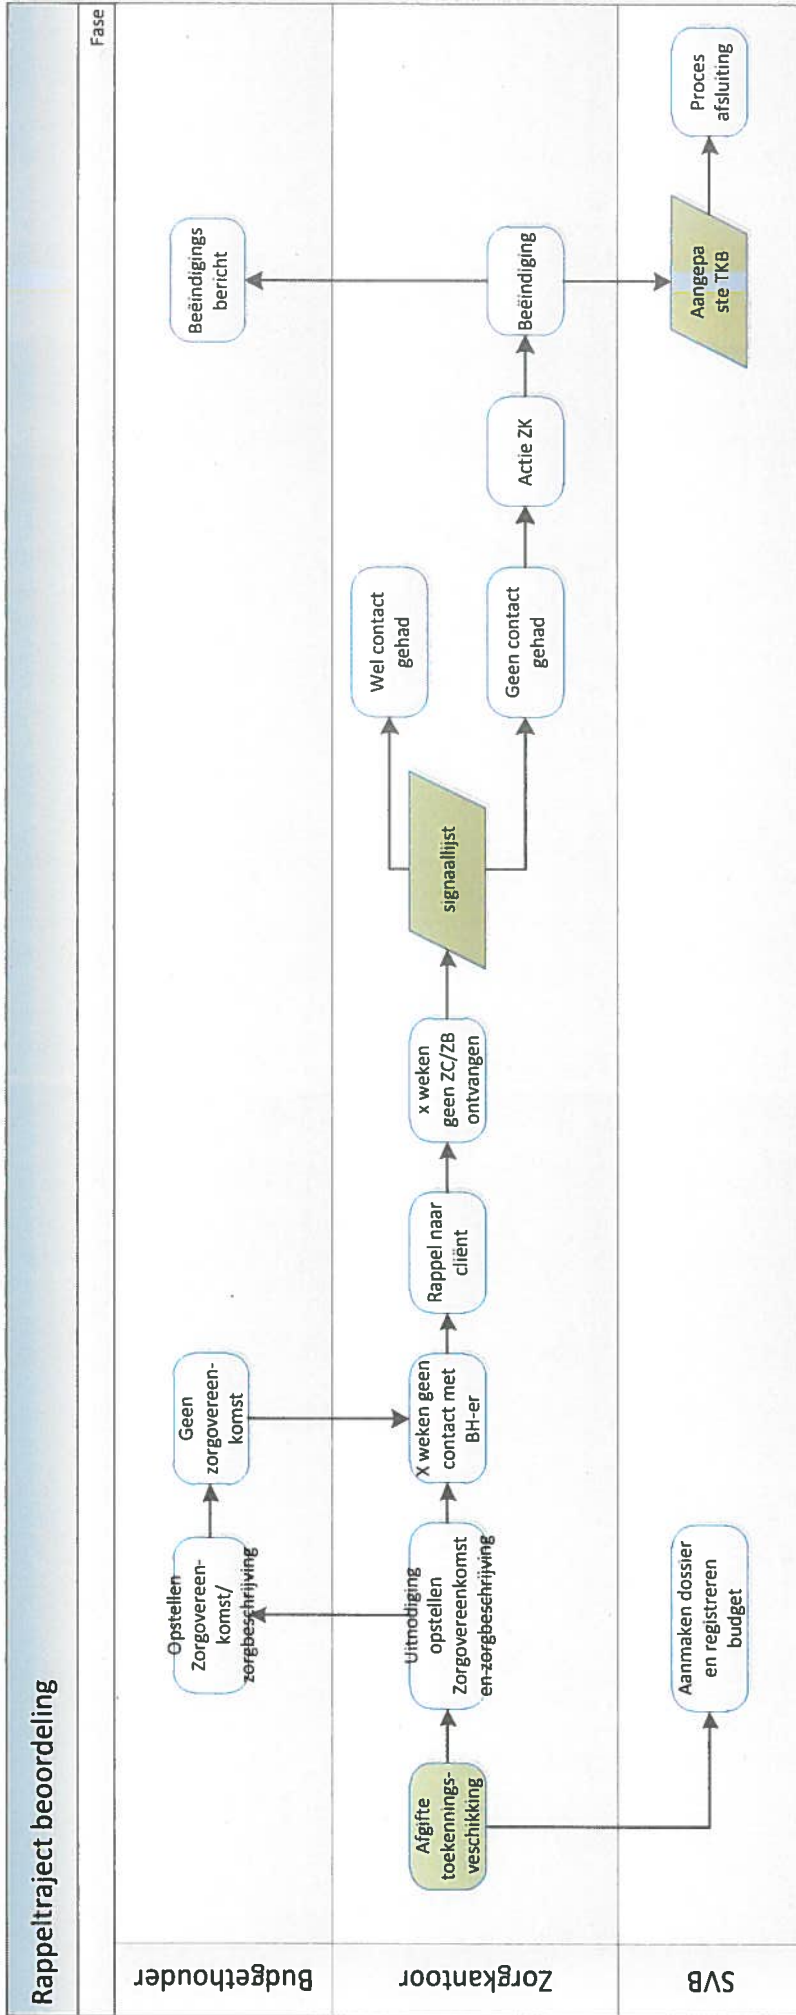 Rappeltraject beoordeling
Fase
Budgethouder
Opstellen
Zorgovereen-
komst/
zorgbeschrijving
Geen
zorgovereen-
komst
Beëindigings
bericht
Zorgkantoor
Afgifte
toekennings-
veschikking
Uitnodiging
opstellen
Zorgovereenkomst
en zorgbeschrijving
X weken geen
contact met
BH-er
Rappel naar
cliënt
x weken
geen ZC/ZB
ontvangen
signaallijst
Wel contact
gehad
Geen contact
gehad
Actie ZK
Beëindiging
SVB
Aanmaken dossier
en registreren
budget
Aangepa
ste TKB
Proces
afsluiting